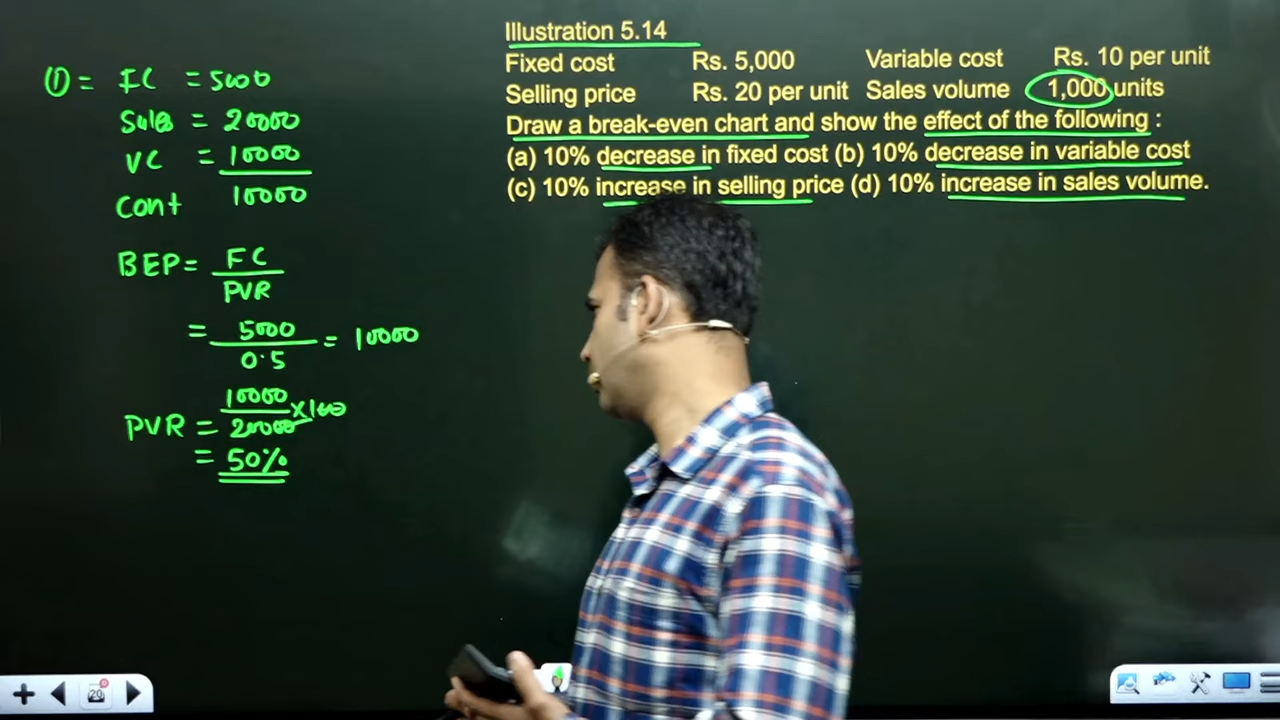 Illustration 5.14
Fixed cost Rs. 5,000 Variable cost Rs. 10 per unit
Selling price Rs. 20 per unit Sales volume 1,000 units
Draw a break-even chart and show the effect of the following :
(a) 10% decrease in fixed cost (b) 10% decrease in variable cost
(c) 10% increase in selling price (d) 10% increase in sales volume.
① = FC = 5000
Sales = 20000
VC = 10000
Cont 10000
BEP = FC / PVR
= 5000 / 0.5 = 10000
PVR = 10000 / 20000 × 100
= 50%
20